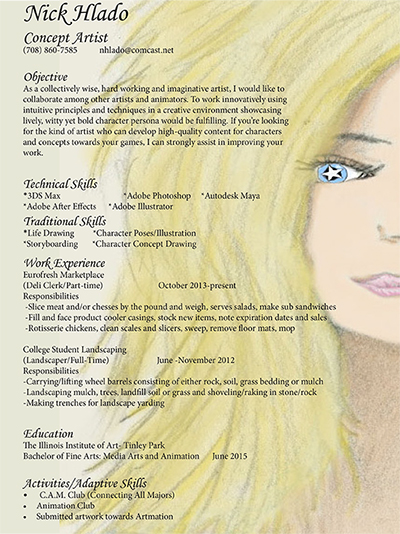 Nick Hlado
Concept Artist
(708) 860-7585 nhlado@comcast.net
Objective
As a collectively wise, hard working and imaginative artist, I would like to
collaborate among other artists and animators. To work innovatively using
intuitive principles and techniques in a creative environment showcasing
lively, witty yet bold character persona would be fulfilling. If you're looking
for the kind of artist who can develop high-quality content for characters
and concepts towards your games, I can strongly assist in improving your
work.
Technical Skills
*3DS Max *Adobe Photoshop *Autodesk Maya
*Adobe After Effects *Adobe Illustrator
Traditional Skills
*Life Drawing *Character Poses/Illustration
*Storyboarding *Character Concept Drawing
Work Experience
Eurofresh Marketplace
(Deli Clerk/Part-time) October 2013-present
Responsibilities
-Slice meat and/or chesses by the pound and weigh, serves salads, make sub sandwiches
-Fill and face product cooler casings, stock new items, note expiration dates and sales
-Rotisserie chickens, clean scales and slicers, sweep, remove floor mats, mop
College Student Landscaping
(Landscaper/Full-Time) June -November 2012
Responsibilities
-Carrying/lifting wheel barrels consisting of either rock, soil, grass bedding or mulch
-Landscaping mulch, trees, landfill soil or grass and shoveling/raking in stone/rock
-Making trenches for landscape yarding
Education
The Illinois Institute of Art- Tinley Park
Bachelor of Fine Arts: Media Arts and Animation June 2015
Activities/Adaptive Skills
• C.A.M. Club (Connecting All Majors)
• Animation Club
• Submitted artwork towards Artmation